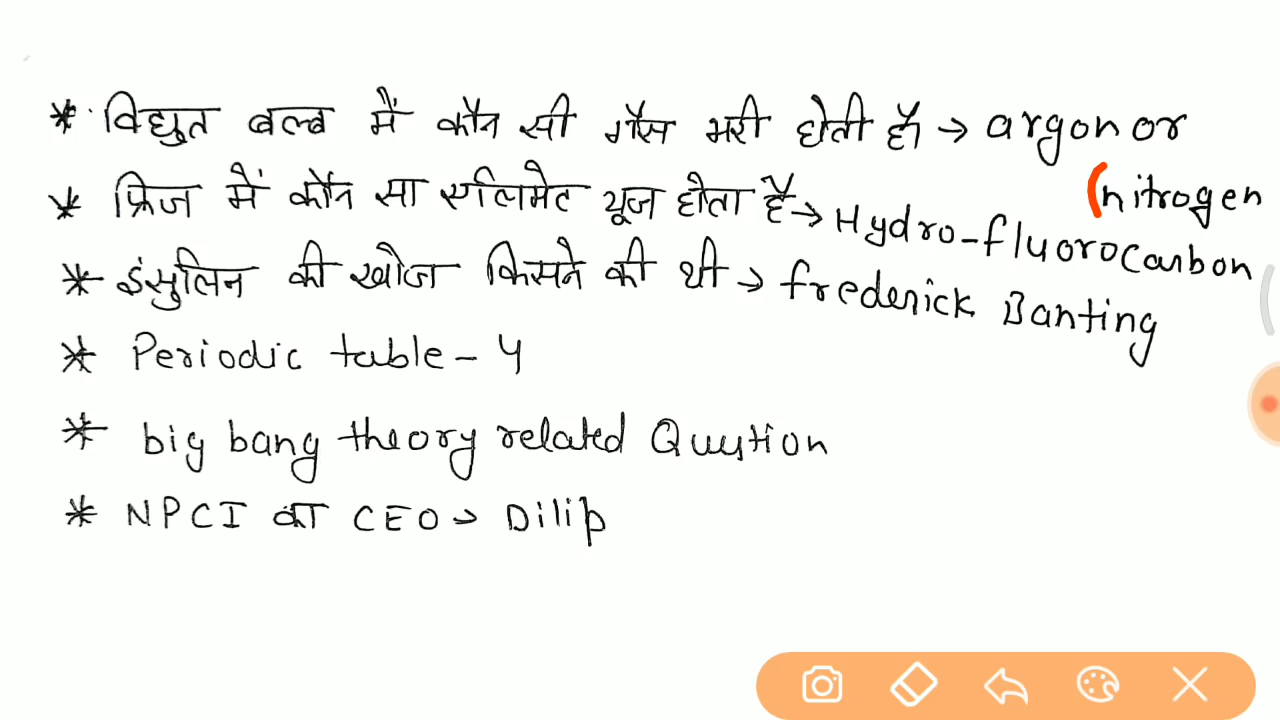 * विद्युत बल्ब में कौन सी गैस भरी होती है। → argon or
(nitrogen
* फ्रिज में कौन सा एलिमेट यूज होता है → Hydro-fluorocarbon
* इंसुलिन की खोज किसने की थी → frederick Banting
* Periodic table - 4
* big bang theory related Question
* NPCI का CEO → Dilip